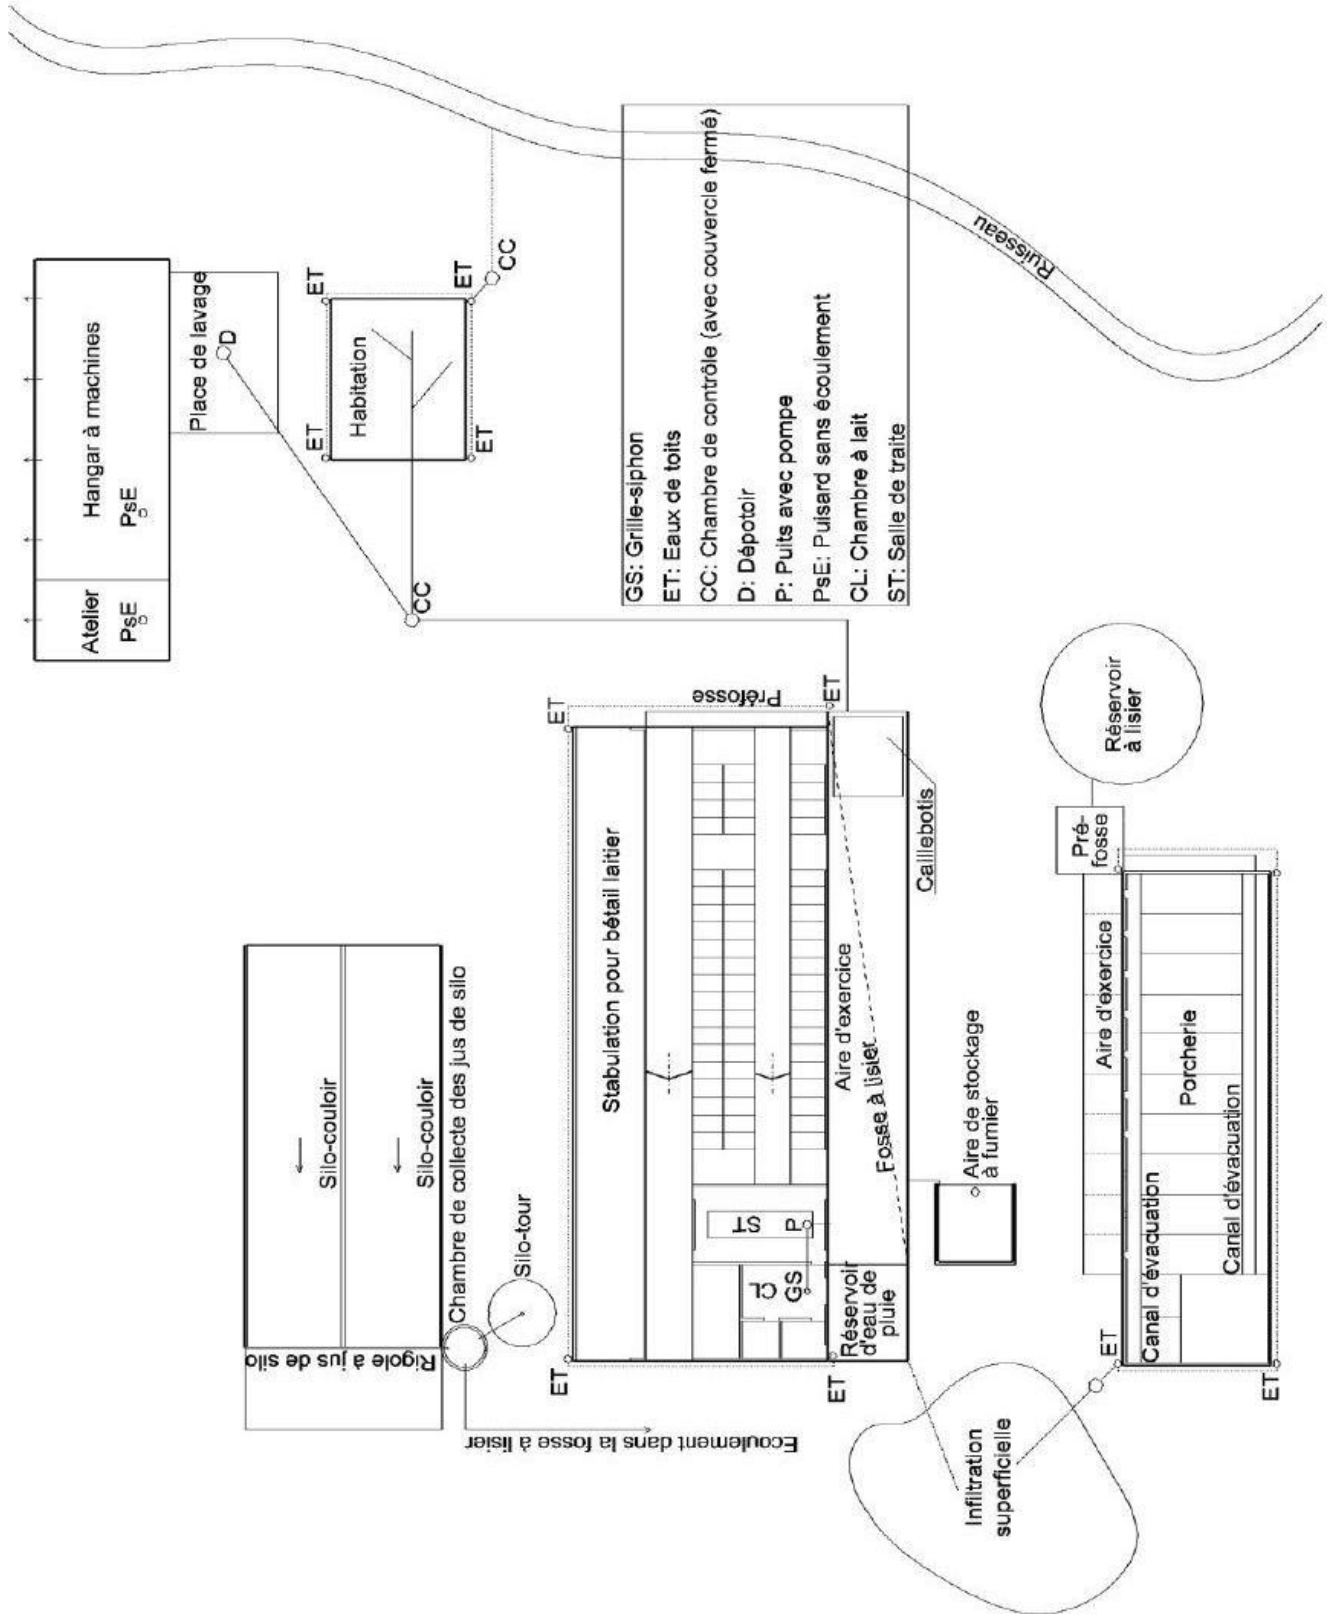 Atelier
PsE
Hangar à machines
PsE
Place de lavage
D
ET
ET
Habitation
ET
ET
CC
CC
Ruisseau
GS: Grille-siphon
ET: Eaux de toits
CC: Chambre de contrôle (avec couvercle fermé)
D: Dépotoir
P: Puits avec pompe
PsE: Puisard sans écoulement
CL: Chambre à lait
ST: Salle de traite
Silo-couloir
Silo-couloir
Rigole à jus de silo
Chambre de collecte des jus de silo
Silo-tour
Ecoulement dans la fosse à lisier
ET
ET
Stabulation pour bétail laitier
Préfosse
ST
P
CL
GS
ET
ET
Réservoir
d'eau de
pluie
Aire d'exercice
Fosse à lisier
Caillebotis
Aire de stockage
à fumier
Infiltration
superficielle
Réservoir
à lisier
Pré-
fosse
Aire d'exercice
ET
Canal d'évacuation
Porcherie
Canal d'évacuation
ET